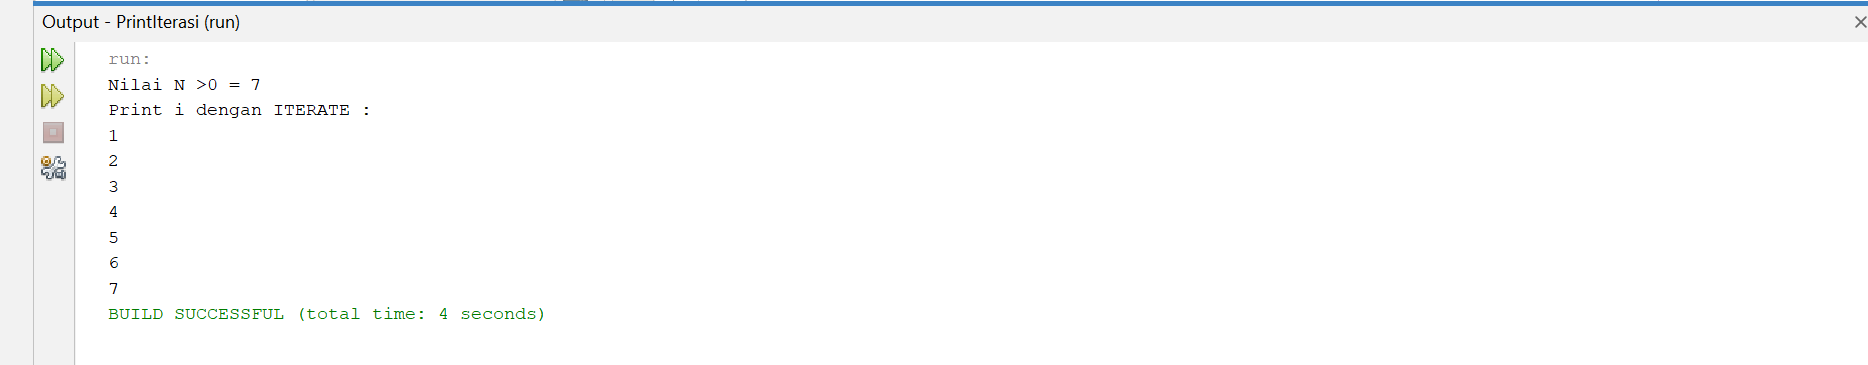 Output - PrintIterasi (run)
run:
Nilai N >0 = 7
Print i dengan ITERATE :
1
2
3
4
5
6
7
BUILD SUCCESSFUL (total time: 4 seconds)